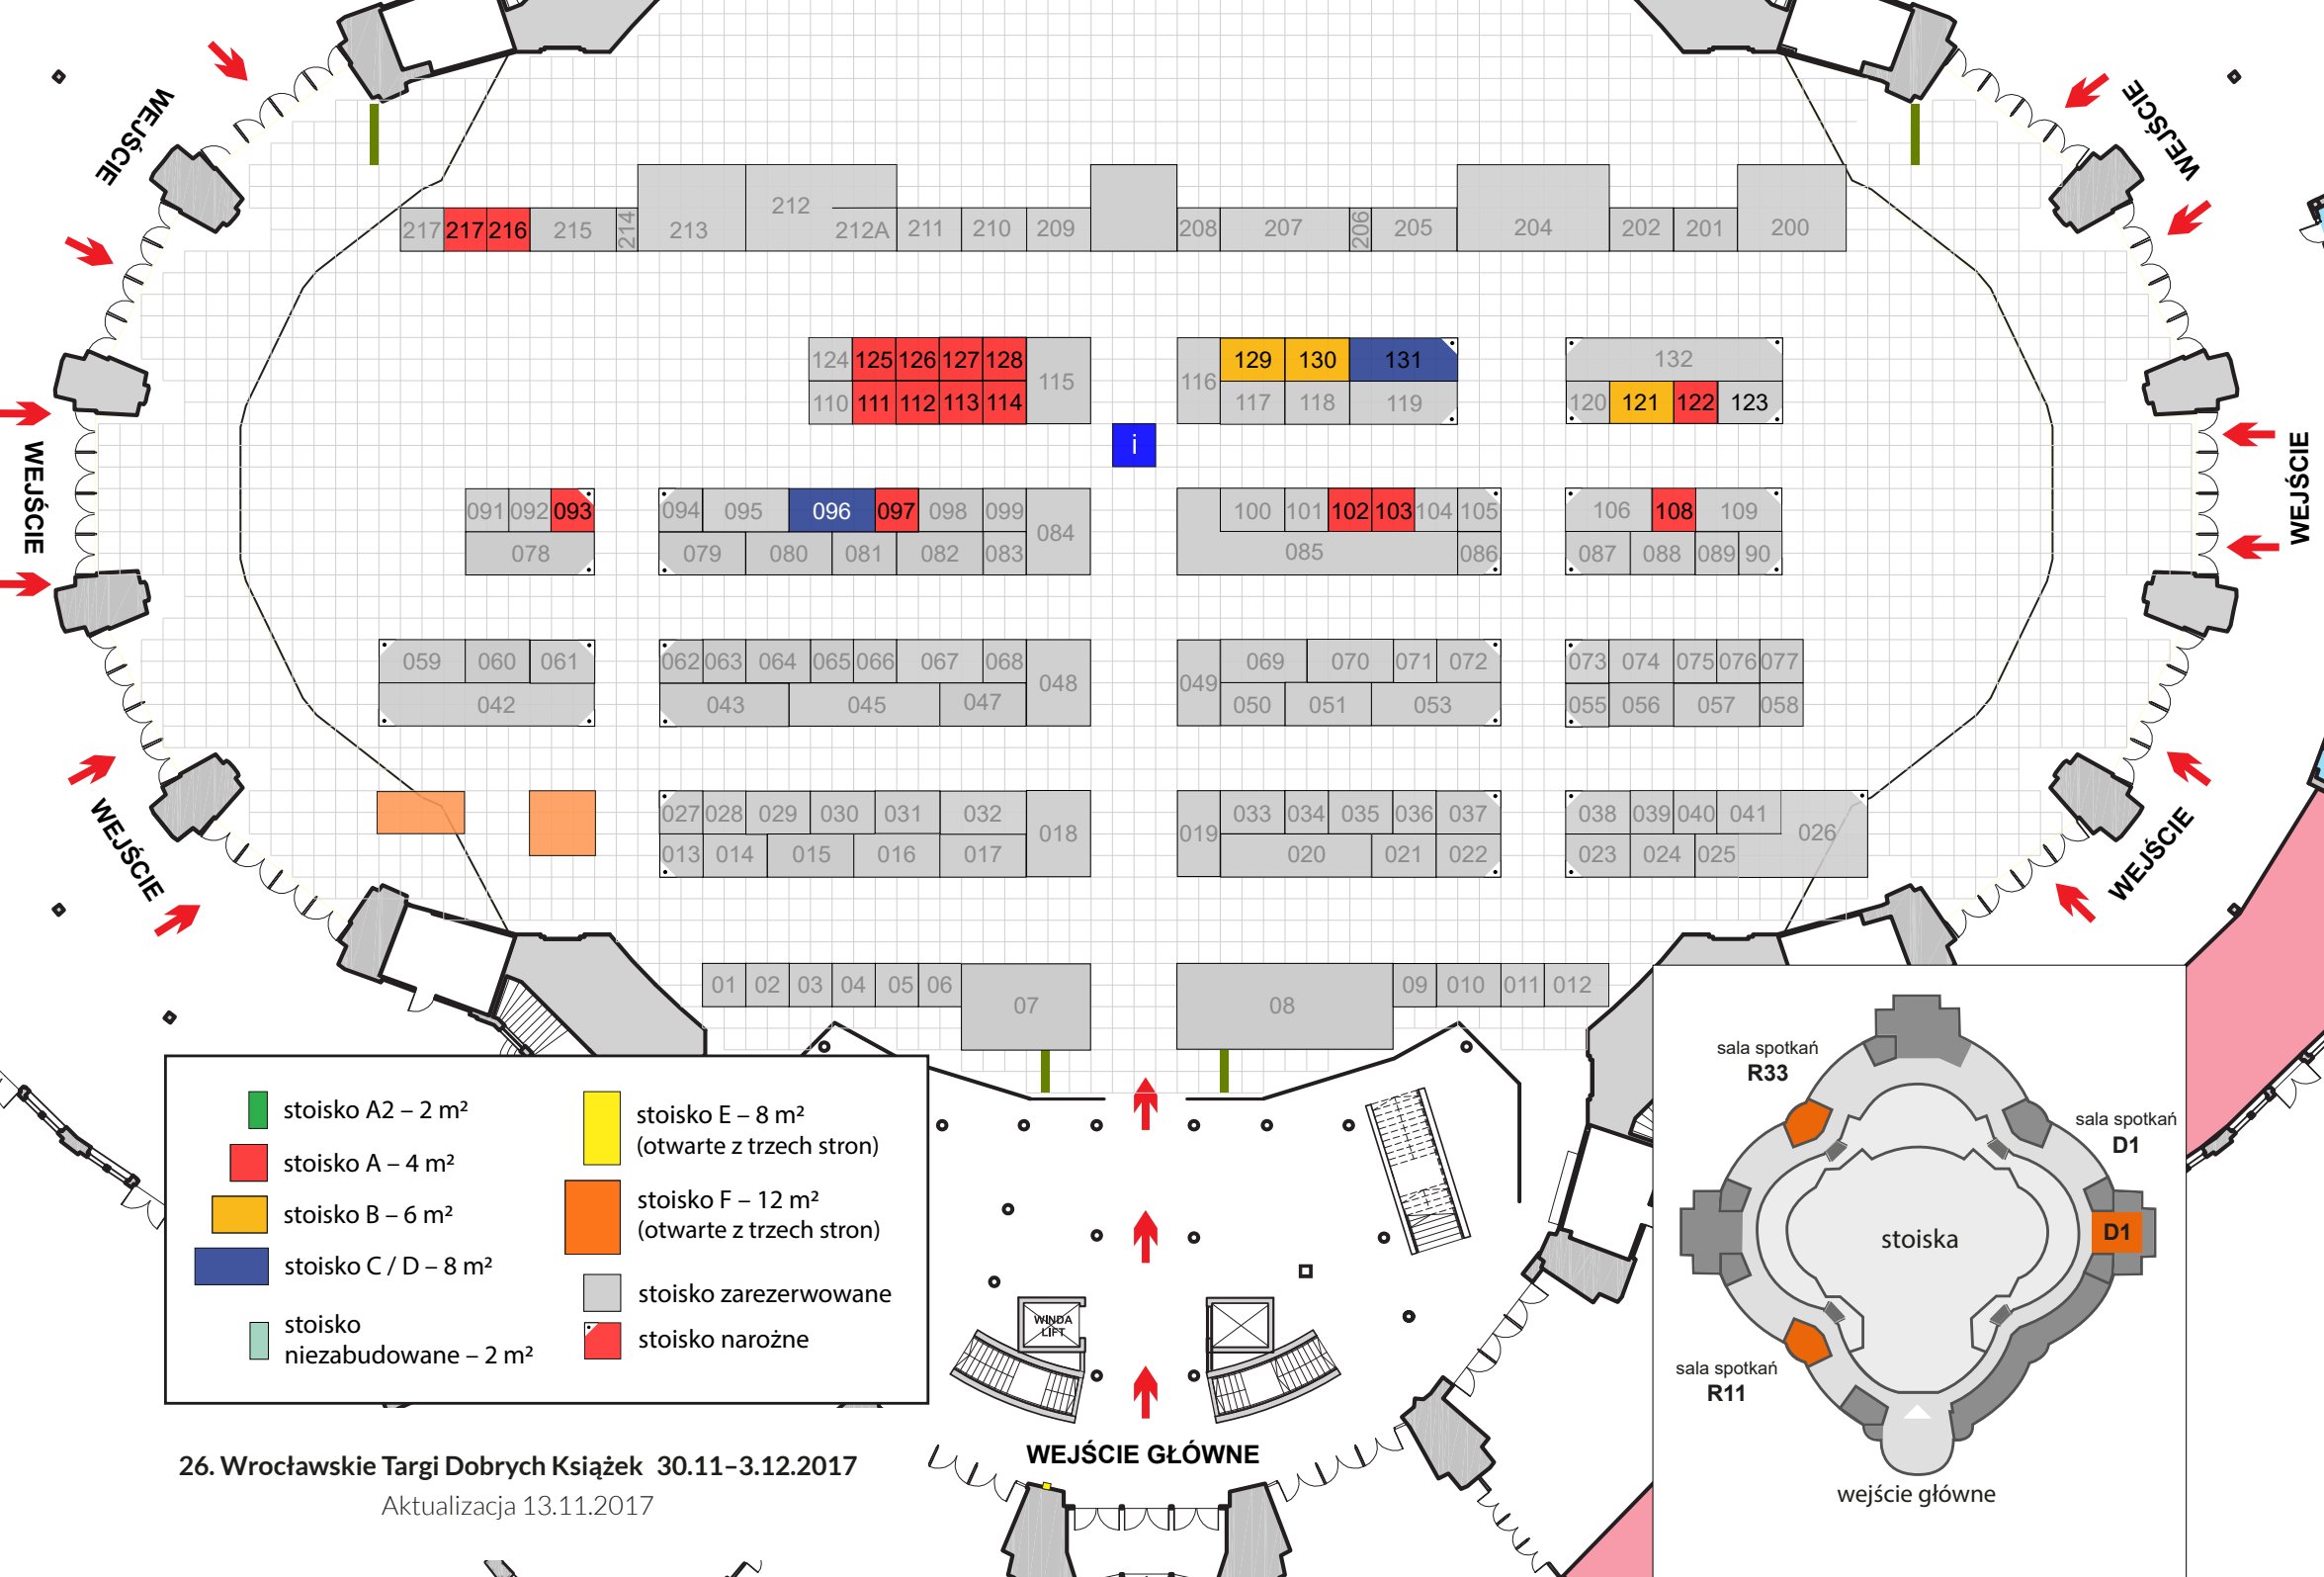 WEJŚCIE
WEJŚCIE
217 217 216 215 214 213 212 212A 211 210 209 208 207 206 205 204 202 201 200
124 125 126 127 128 115 116 129 130 131 132
110 111 112 113 114 117 118 119 120 121 122 123
i
WEJŚCIE
WEJŚCIE
091 092 093 094 095 096 097 098 099 084 100 101 102 103 104 105 106 108 109
078 079 080 081 082 083 085 086 087 088 089 90
059 060 061 062 063 064 065 066 067 068 048 049 069 070 071 072 073 074 075 076 077
042 043 045 047 050 051 053 055 056 057 058
WEJŚCIE
WEJŚCIE
027 028 029 030 031 032 018 019 033 034 035 036 037 038 039 040 041 026
013 014 015 016 017 020 021 022 023 024 025
01 02 03 04 05 06 07 08 09 010 011 012
stoisko A2 – 2 m²
stoisko A – 4 m²
stoisko B – 6 m²
stoisko C / D – 8 m²
stoisko
niezabudowane – 2 m²
stoisko E – 8 m²
(otwarte z trzech stron)
stoisko F – 12 m²
(otwarte z trzech stron)
stoisko zarezerwowane
stoisko narożne
WINDA
LIFT
WEJŚCIE GŁÓWNE
sala spotkań
R33
sala spotkań
D1
D1
stoiska
sala spotkań
R11
wejście główne
26. Wrocławskie Targi Dobrych Książek 30.11–3.12.2017
Aktualizacja 13.11.2017